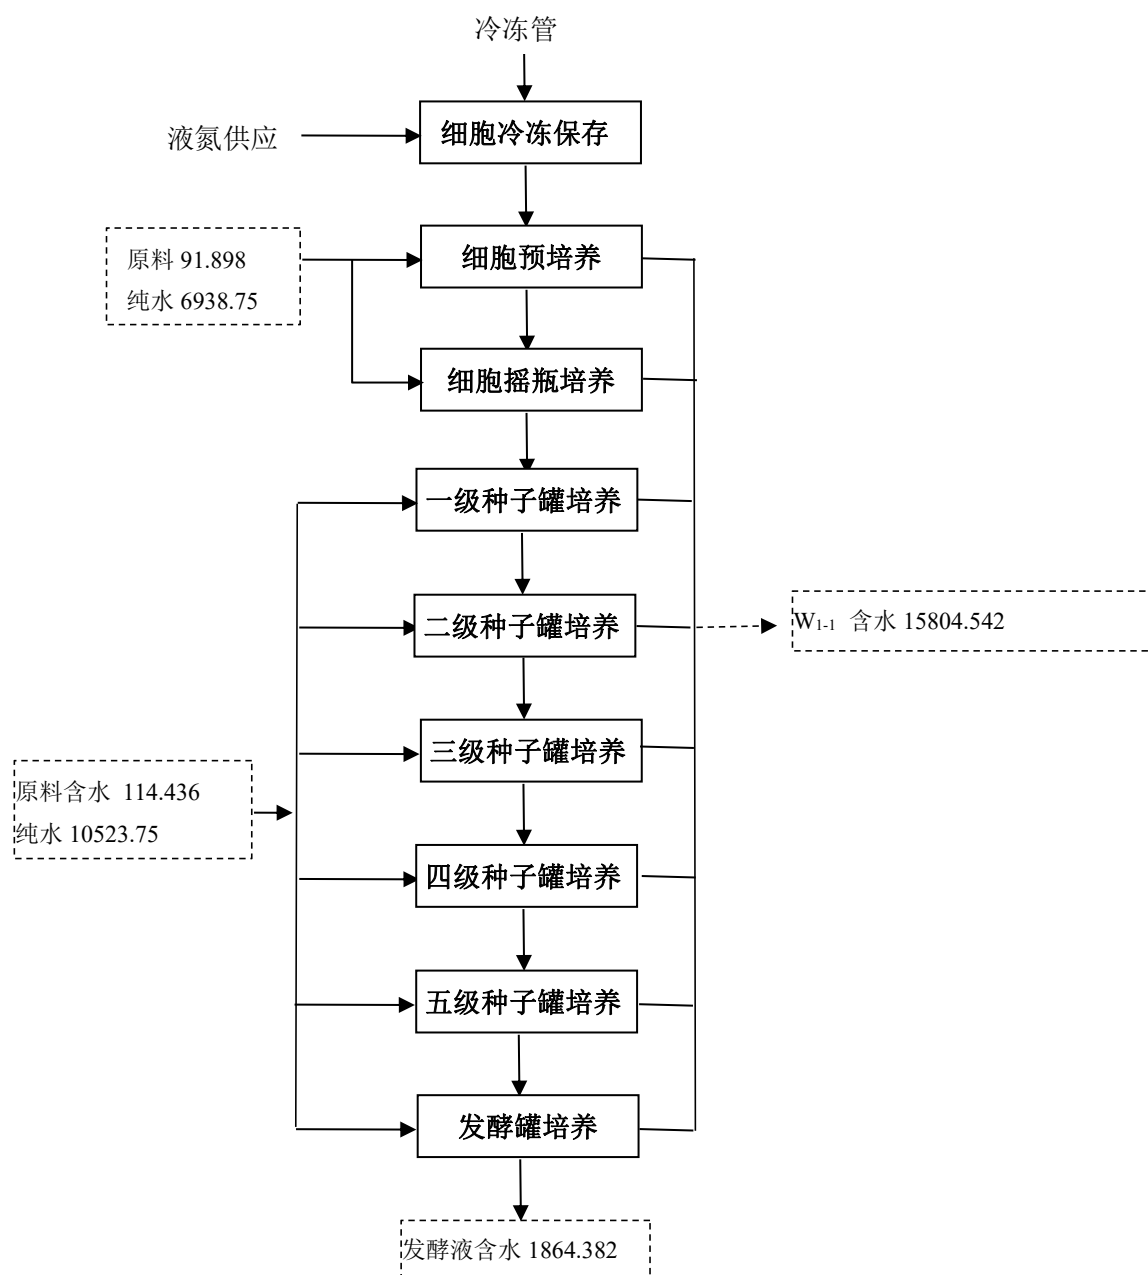 冷冻管
细胞冷冻保存
液氮供应
细胞预培养
原料 91.898
纯水 6938.75
细胞摇瓶培养
一级种子罐培养
二级种子罐培养
W1-1 含水 15804.542
三级种子罐培养
原料含水 114.436
纯水 10523.75
四级种子罐培养
五级种子罐培养
发酵罐培养
发酵液含水 1864.382